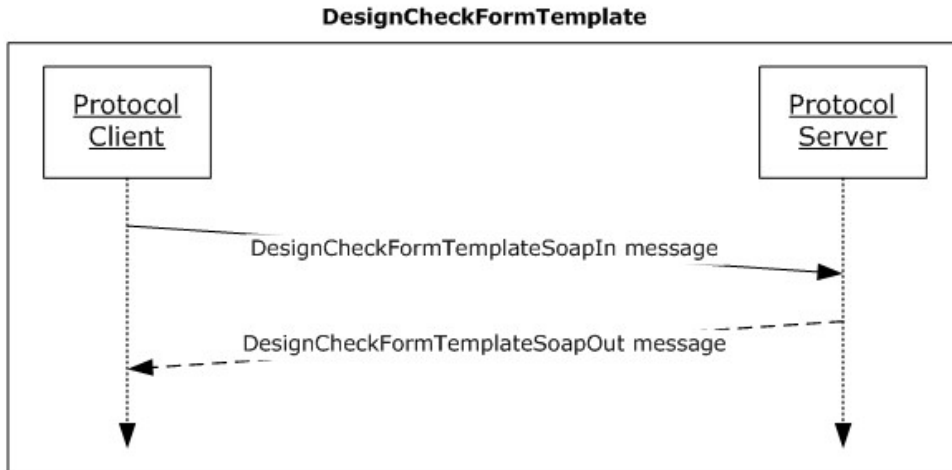 DesignCheckFormTemplate
Protocol
Client
Protocol
Server
DesignCheckFormTemplateSoapIn message
DesignCheckFormTemplateSoapOut message